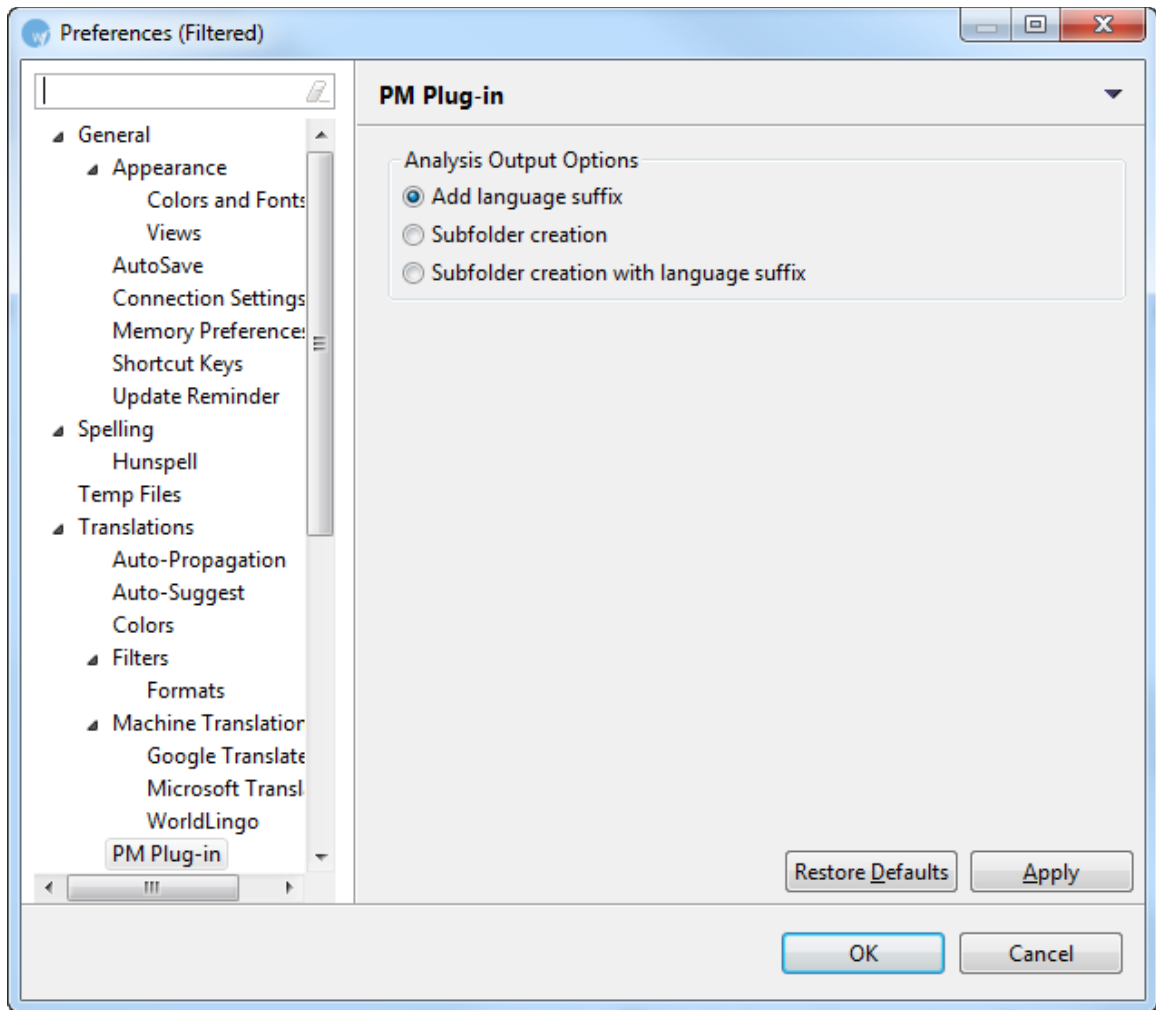 Preferences (Filtered)
General
Appearance
Colors and Fonts
Views
AutoSave
Connection Settings
Memory Preferences
Shortcut Keys
Update Reminder
Spelling
Hunspell
Temp Files
Translations
Auto-Propagation
Auto-Suggest
Colors
Filters
Formats
Machine Translation
Google Translate
Microsoft Transl
WorldLingo
PM Plug-in
PM Plug-in
Analysis Output Options
Add language suffix
Subfolder creation
Subfolder creation with language suffix
Restore Defaults
Apply
OK
Cancel